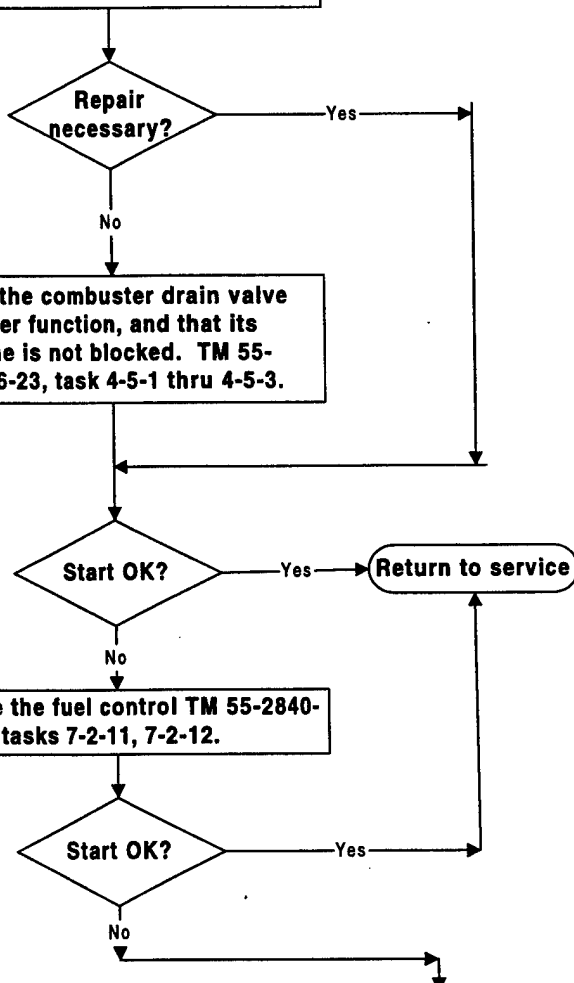 Repair
necessary?
Yes
No
the combuster drain valve
er function, and that its
e is not blocked. TM 55-
6-23, task 4-5-1 thru 4-5-3.
Start OK?
Yes
Return to service
No
e the fuel control TM 55-2840-
tasks 7-2-11, 7-2-12.
Start OK?
Yes
No